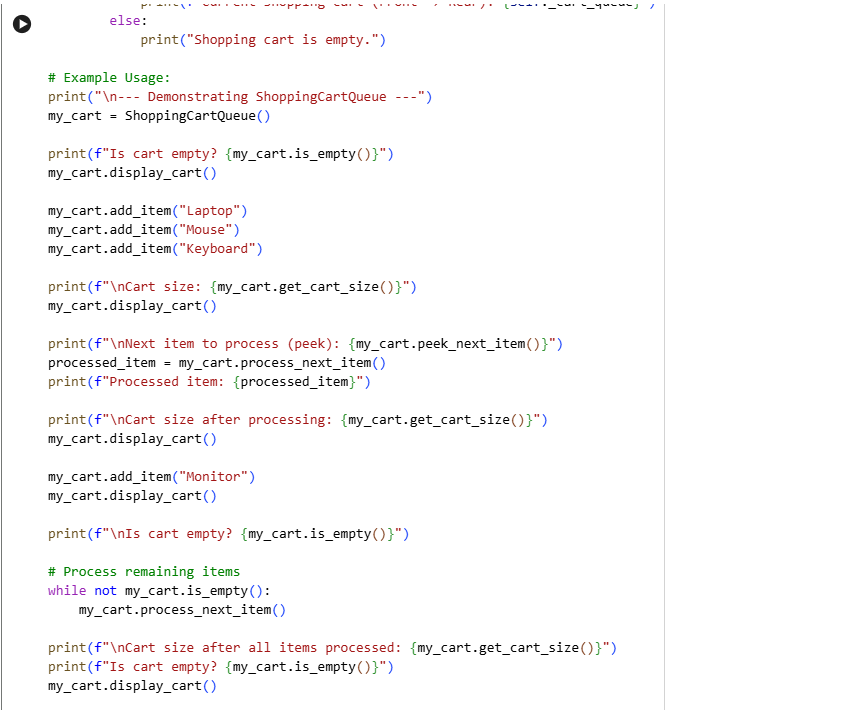 else:
print("Shopping cart is empty.")
# Example Usage:
print("\n--- Demonstrating ShoppingCartQueue ---")
my_cart = ShoppingCartQueue()
print(f"Is cart empty? {my_cart.is_empty()}")
my_cart.display_cart()
my_cart.add_item("Laptop")
my_cart.add_item("Mouse")
my_cart.add_item("Keyboard")
print(f"\nCart size: {my_cart.get_cart_size()}")
my_cart.display_cart()
print(f"\nNext item to process (peek): {my_cart.peek_next_item()}")
processed_item = my_cart.process_next_item()
print(f"Processed item: {processed_item}")
print(f"\nCart size after processing: {my_cart.get_cart_size()}")
my_cart.display_cart()
my_cart.add_item("Monitor")
my_cart.display_cart()
print(f"\nIs cart empty? {my_cart.is_empty()}")
# Process remaining items
while not my_cart.is_empty():
my_cart.process_next_item()
print(f"\nCart size after all items processed: {my_cart.get_cart_size()}")
print(f"Is cart empty? {my_cart.is_empty()}")
my_cart.display_cart()